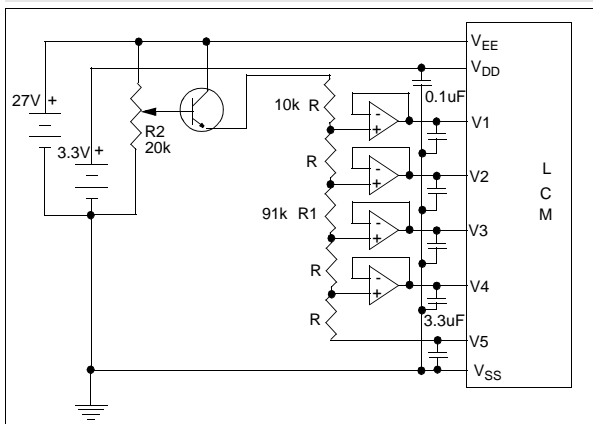 VEE
VDD
27V +
3.3V +
R2
20k
10k R
0.1uF
V1
R
V2
91k R1
V3
R
V4
R
3.3uF
V5
VSS
L
C
M
-
+
-
+
-
+
-
+